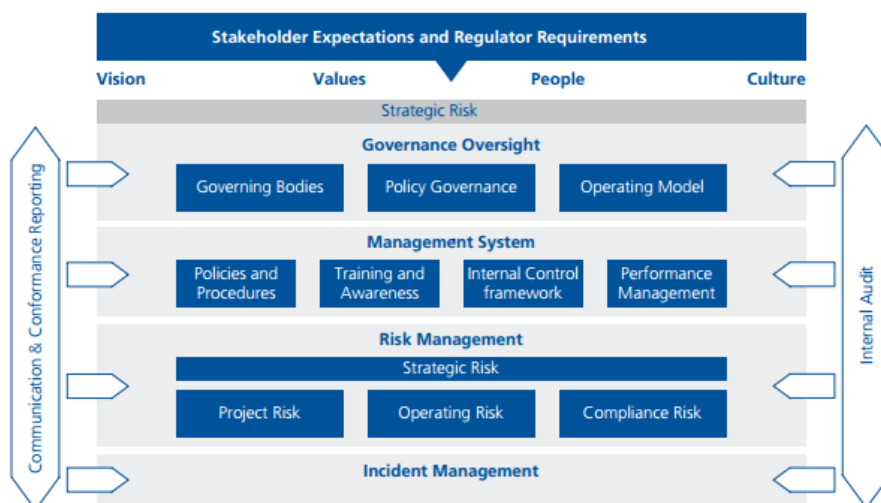 Stakeholder Expectations and Regulator Requirements
Vision
Values
People
Culture
Strategic Risk
Governance Oversight
Governing Bodies
Policy Governance
Operating Model
Management System
Policies and
Procedures
Training and
Awareness
Internal Control
framework
Performance
Management
Risk Management
Strategic Risk
Project Risk
Operating Risk
Compliance Risk
Incident Management
Communication & Conformance Reporting
Internal Audit